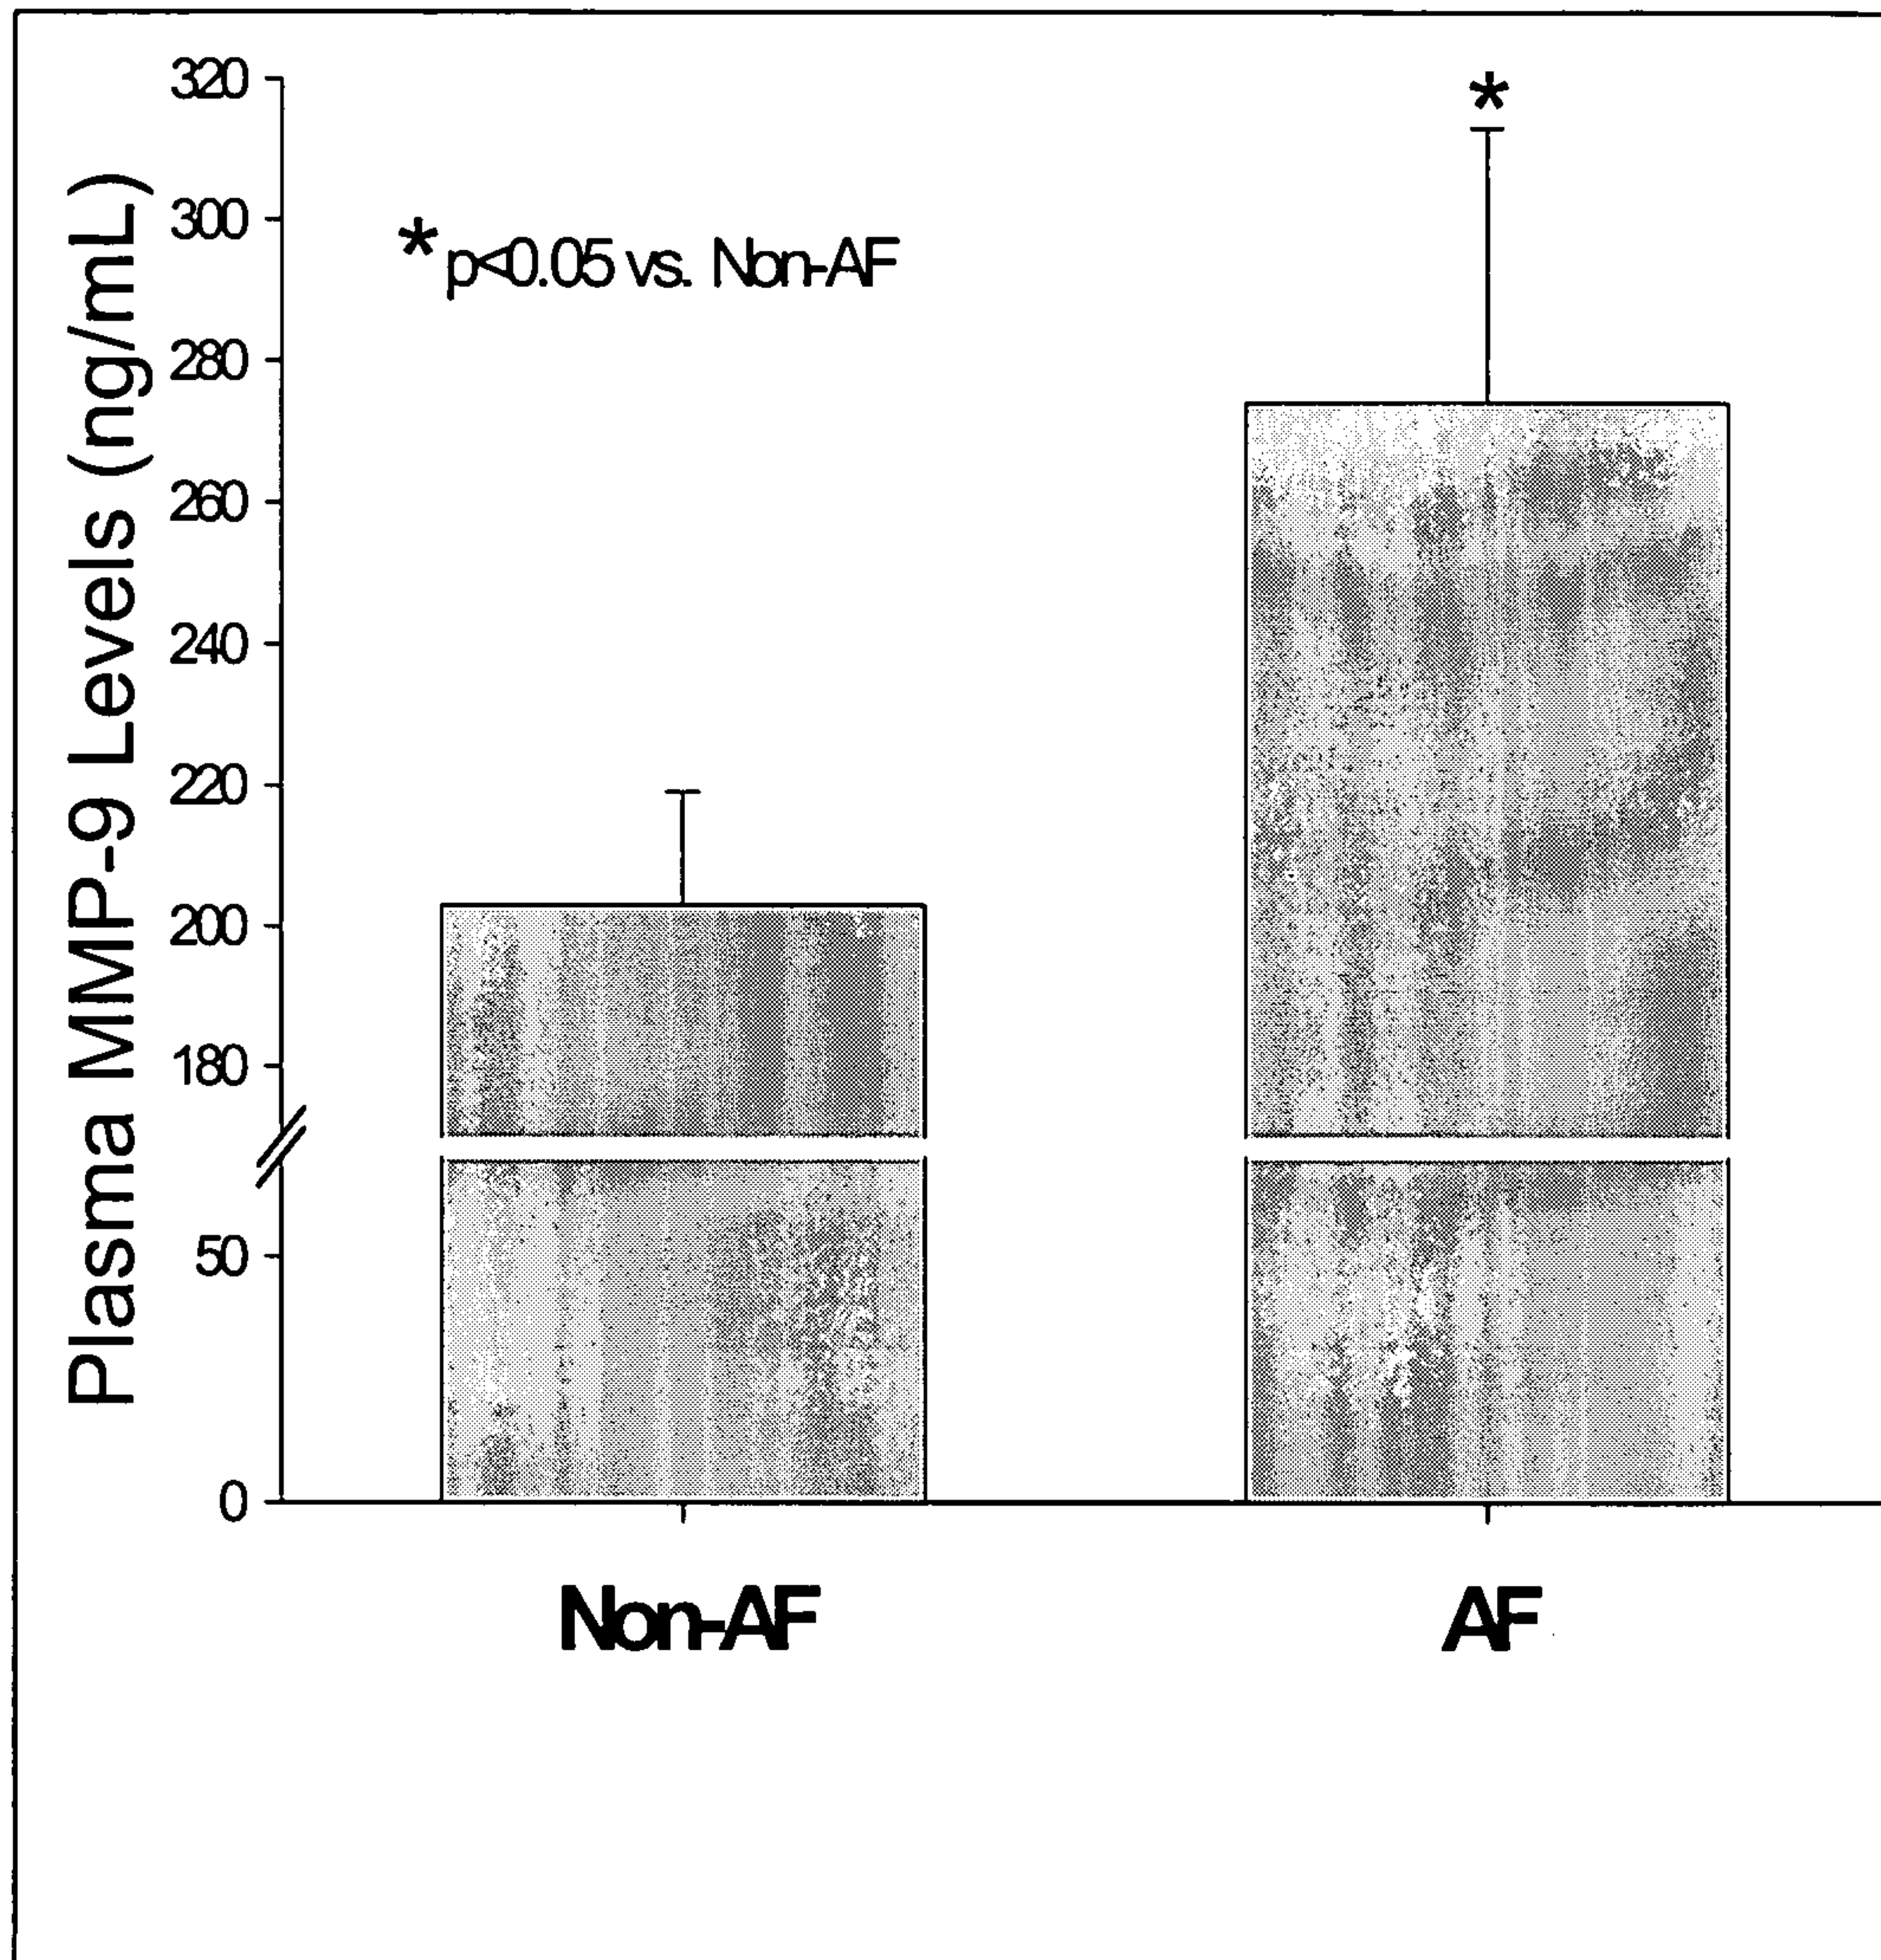 Plasma MMP-9 Levels (ng/mL)
320
300
280
260
240
220
200
180
50
0
* p<0.05 vs. Non-AF
*
Non-AF
AF